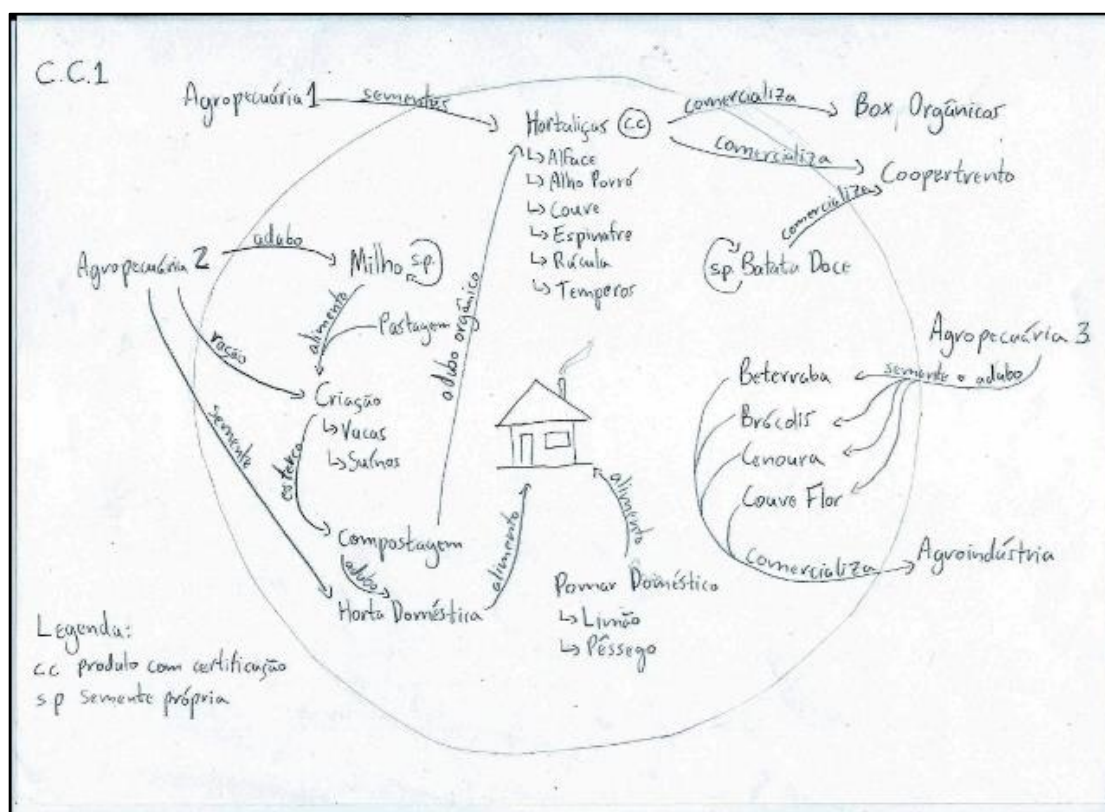 C.C.1
Agropecuária 1
sementes
Hortaliças cc
↳ Alface
↳ Alho Porró
↳ Couve
↳ Espinafre
↳ Rúcula
↳ Temperos
comercializa
Box Orgânicos
comercializa
Coopertrento
comercializa
sp Batata Doce
Agropecuária 2
adubo
Milho sp
alimento
Pastagem
ração
Criação
↳ Vacas
↳ Suínos
esterco
semente
Compostagem
adubo orgânico
adubo
Horta Doméstica
alimento
alimento
Pomar Doméstico
↳ Limão
↳ Pêssego
Agropecuária 3
semente e adubo
Beterraba
Brócolis
Cenoura
Couve Flor
comercializa
Agroindústria
Legenda:
cc produto com certificação
sp semente própria